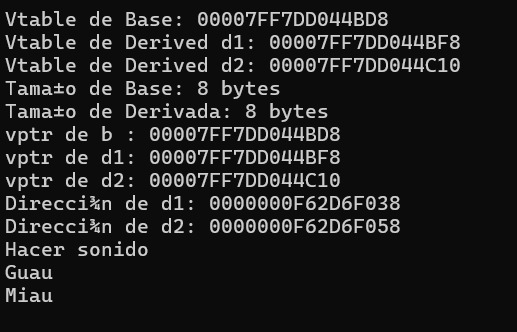 Vtable de Base: 00007FF7DD044BD8
Vtable de Derived d1: 00007FF7DD044BF8
Vtable de Derived d2: 00007FF7DD044C10
Tama±o de Base: 8 bytes
Tama±o de Derivada: 8 bytes
vptr de b : 00007FF7DD044BD8
vptr de d1: 00007FF7DD044BF8
vptr de d2: 00007FF7DD044C10
Direcci¾n de d1: 0000000F62D6F038
Direcci¾n de d2: 0000000F62D6F058
Hacer sonido
Guau
Miau